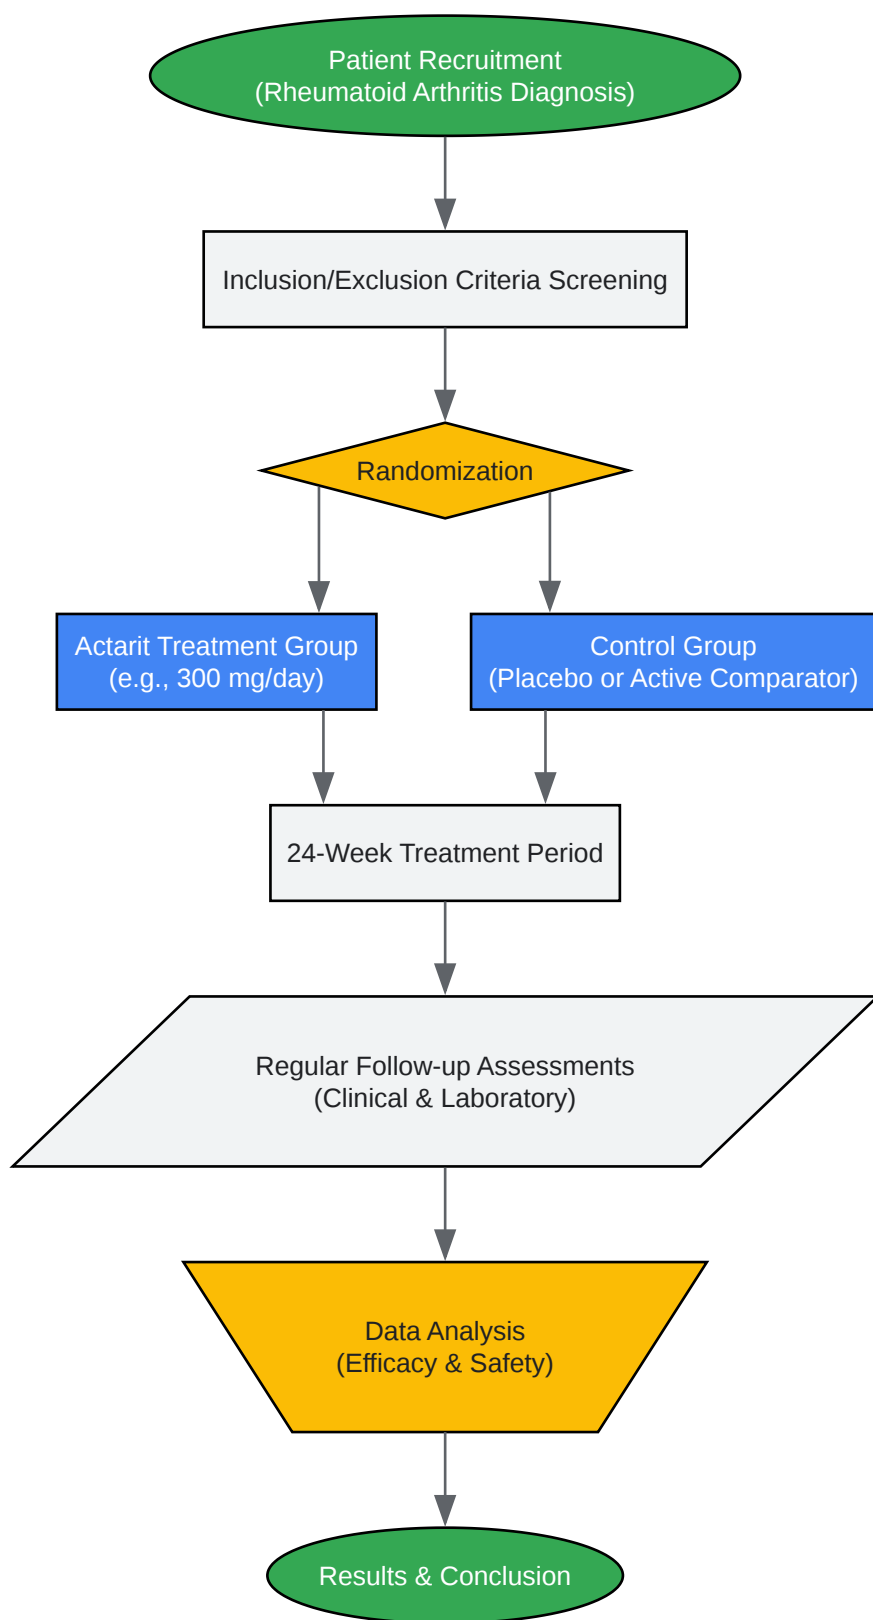 Patient Recruitment
(Rheumatoid Arthritis Diagnosis)
Inclusion/Exclusion Criteria Screening
Randomization
Actarit Treatment Group
(e.g., 300 mg/day)
Control Group
(Placebo or Active Comparator)
24-Week Treatment Period
Regular Follow-up Assessments
(Clinical & Laboratory)
Data Analysis
(Efficacy & Safety)
Results & Conclusion